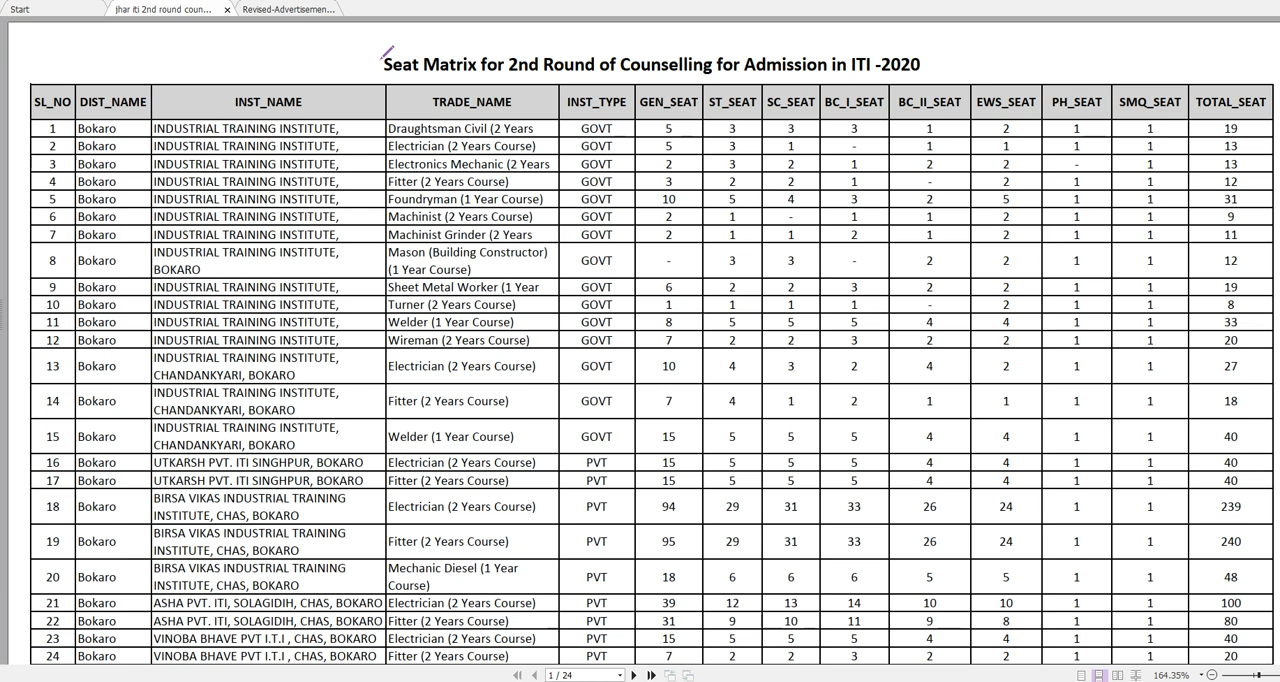 Start
jhar iti 2nd round coun... x
Revised-Advertisemen...
Seat Matrix for 2nd Round of Counselling for Admission in ITI -2020
SL_NO DIST_NAME INST_NAME TRADE_NAME INST_TYPE GEN_SEAT ST_SEAT SC_SEAT BC_I_SEAT BC_II_SEAT EWS_SEAT PH_SEAT SMQ_SEAT TOTAL_SEAT
1 Bokaro INDUSTRIAL TRAINING INSTITUTE, Draughtsman Civil (2 Years GOVT 5 3 3 3 1 2 1 1 19
2 Bokaro INDUSTRIAL TRAINING INSTITUTE, Electrician (2 Years Course) GOVT 5 3 1 - 1 1 1 1 13
3 Bokaro INDUSTRIAL TRAINING INSTITUTE, Electronics Mechanic (2 Years GOVT 2 3 2 1 2 2 - 1 13
4 Bokaro INDUSTRIAL TRAINING INSTITUTE, Fitter (2 Years Course) GOVT 3 2 2 1 - 2 1 1 12
5 Bokaro INDUSTRIAL TRAINING INSTITUTE, Foundryman (1 Year Course) GOVT 10 5 4 3 2 5 1 1 31
6 Bokaro INDUSTRIAL TRAINING INSTITUTE, Machinist (2 Years Course) GOVT 2 1 - 1 1 2 1 1 9
7 Bokaro INDUSTRIAL TRAINING INSTITUTE, Machinist Grinder (2 Years GOVT 2 1 1 2 1 2 1 1 11
8 Bokaro INDUSTRIAL TRAINING INSTITUTE, Mason (Building Constructor) GOVT - 3 3 - 2 2 1 1 12
BOKARO (1 Year Course)
9 Bokaro INDUSTRIAL TRAINING INSTITUTE, Sheet Metal Worker (1 Year GOVT 6 2 2 3 2 2 1 1 19
10 Bokaro INDUSTRIAL TRAINING INSTITUTE, Turner (2 Years Course) GOVT 1 1 1 1 - 2 1 1 8
11 Bokaro INDUSTRIAL TRAINING INSTITUTE, Welder (1 Year Course) GOVT 8 5 5 5 4 4 1 1 33
12 Bokaro INDUSTRIAL TRAINING INSTITUTE, Wireman (2 Years Course) GOVT 7 2 2 3 2 2 1 1 20
13 Bokaro INDUSTRIAL TRAINING INSTITUTE, Electrician (2 Years Course) GOVT 10 4 3 2 4 2 1 1 27
CHANDANKYARI, BOKARO
14 Bokaro INDUSTRIAL TRAINING INSTITUTE, Fitter (2 Years Course) GOVT 7 4 1 2 1 1 1 1 18
CHANDANKYARI, BOKARO
15 Bokaro INDUSTRIAL TRAINING INSTITUTE, Welder (1 Year Course) GOVT 15 5 5 5 4 4 1 1 40
CHANDANKYARI, BOKARO
16 Bokaro UTKARSH PVT. ITI SINGHPUR, BOKARO Electrician (2 Years Course) PVT 15 5 5 5 4 4 1 1 40
17 Bokaro UTKARSH PVT. ITI SINGHPUR, BOKARO Fitter (2 Years Course) PVT 15 5 5 5 4 4 1 1 40
18 Bokaro BIRSA VIKAS INDUSTRIAL TRAINING Electrician (2 Years Course) PVT 94 29 31 33 26 24 1 1 239
INSTITUTE, CHAS, BOKARO
19 Bokaro BIRSA VIKAS INDUSTRIAL TRAINING Fitter (2 Years Course) PVT 95 29 31 33 26 24 1 1 240
INSTITUTE, CHAS, BOKARO
20 Bokaro BIRSA VIKAS INDUSTRIAL TRAINING Mechanic Diesel (1 Year PVT 18 6 6 6 5 5 1 1 48
INSTITUTE, CHAS, BOKARO Course)
21 Bokaro ASHA PVT. ITI, SOLAGIDIH, CHAS, BOKARO Electrician (2 Years Course) PVT 39 12 13 14 10 10 1 1 100
22 Bokaro ASHA PVT. ITI, SOLAGIDIH, CHAS, BOKARO Fitter (2 Years Course) PVT 31 9 10 11 9 8 1 1 80
23 Bokaro VINOBA BHAVE PVT I.T.I , CHAS, BOKARO Electrician (2 Years Course) PVT 15 5 5 5 4 4 1 1 40
24 Bokaro VINOBA BHAVE PVT I.T.I , CHAS, BOKARO Fitter (2 Years Course) PVT 7 2 2 3 2 2 1 1 20
1 / 24
164.35%